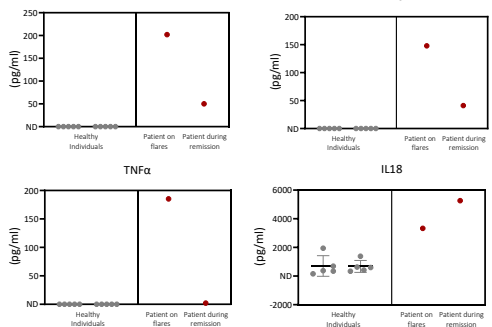 250
200
150
100
50
ND
(pg/ml)
Healthy
Individuals
Patient on
flares
Patient during
remission
200
150
100
50
ND
(pg/ml)
Healthy
Individuals
Patient on
flares
Patient during
remission
TNFα
200
150
100
50
ND
(pg/ml)
Healthy
Individuals
Patient on
flares
Patient during
remission
IL18
6000
4000
2000
ND
-2000
(pg/ml)
Healthy
Individuals
Patient on
flares
Patient during
remission